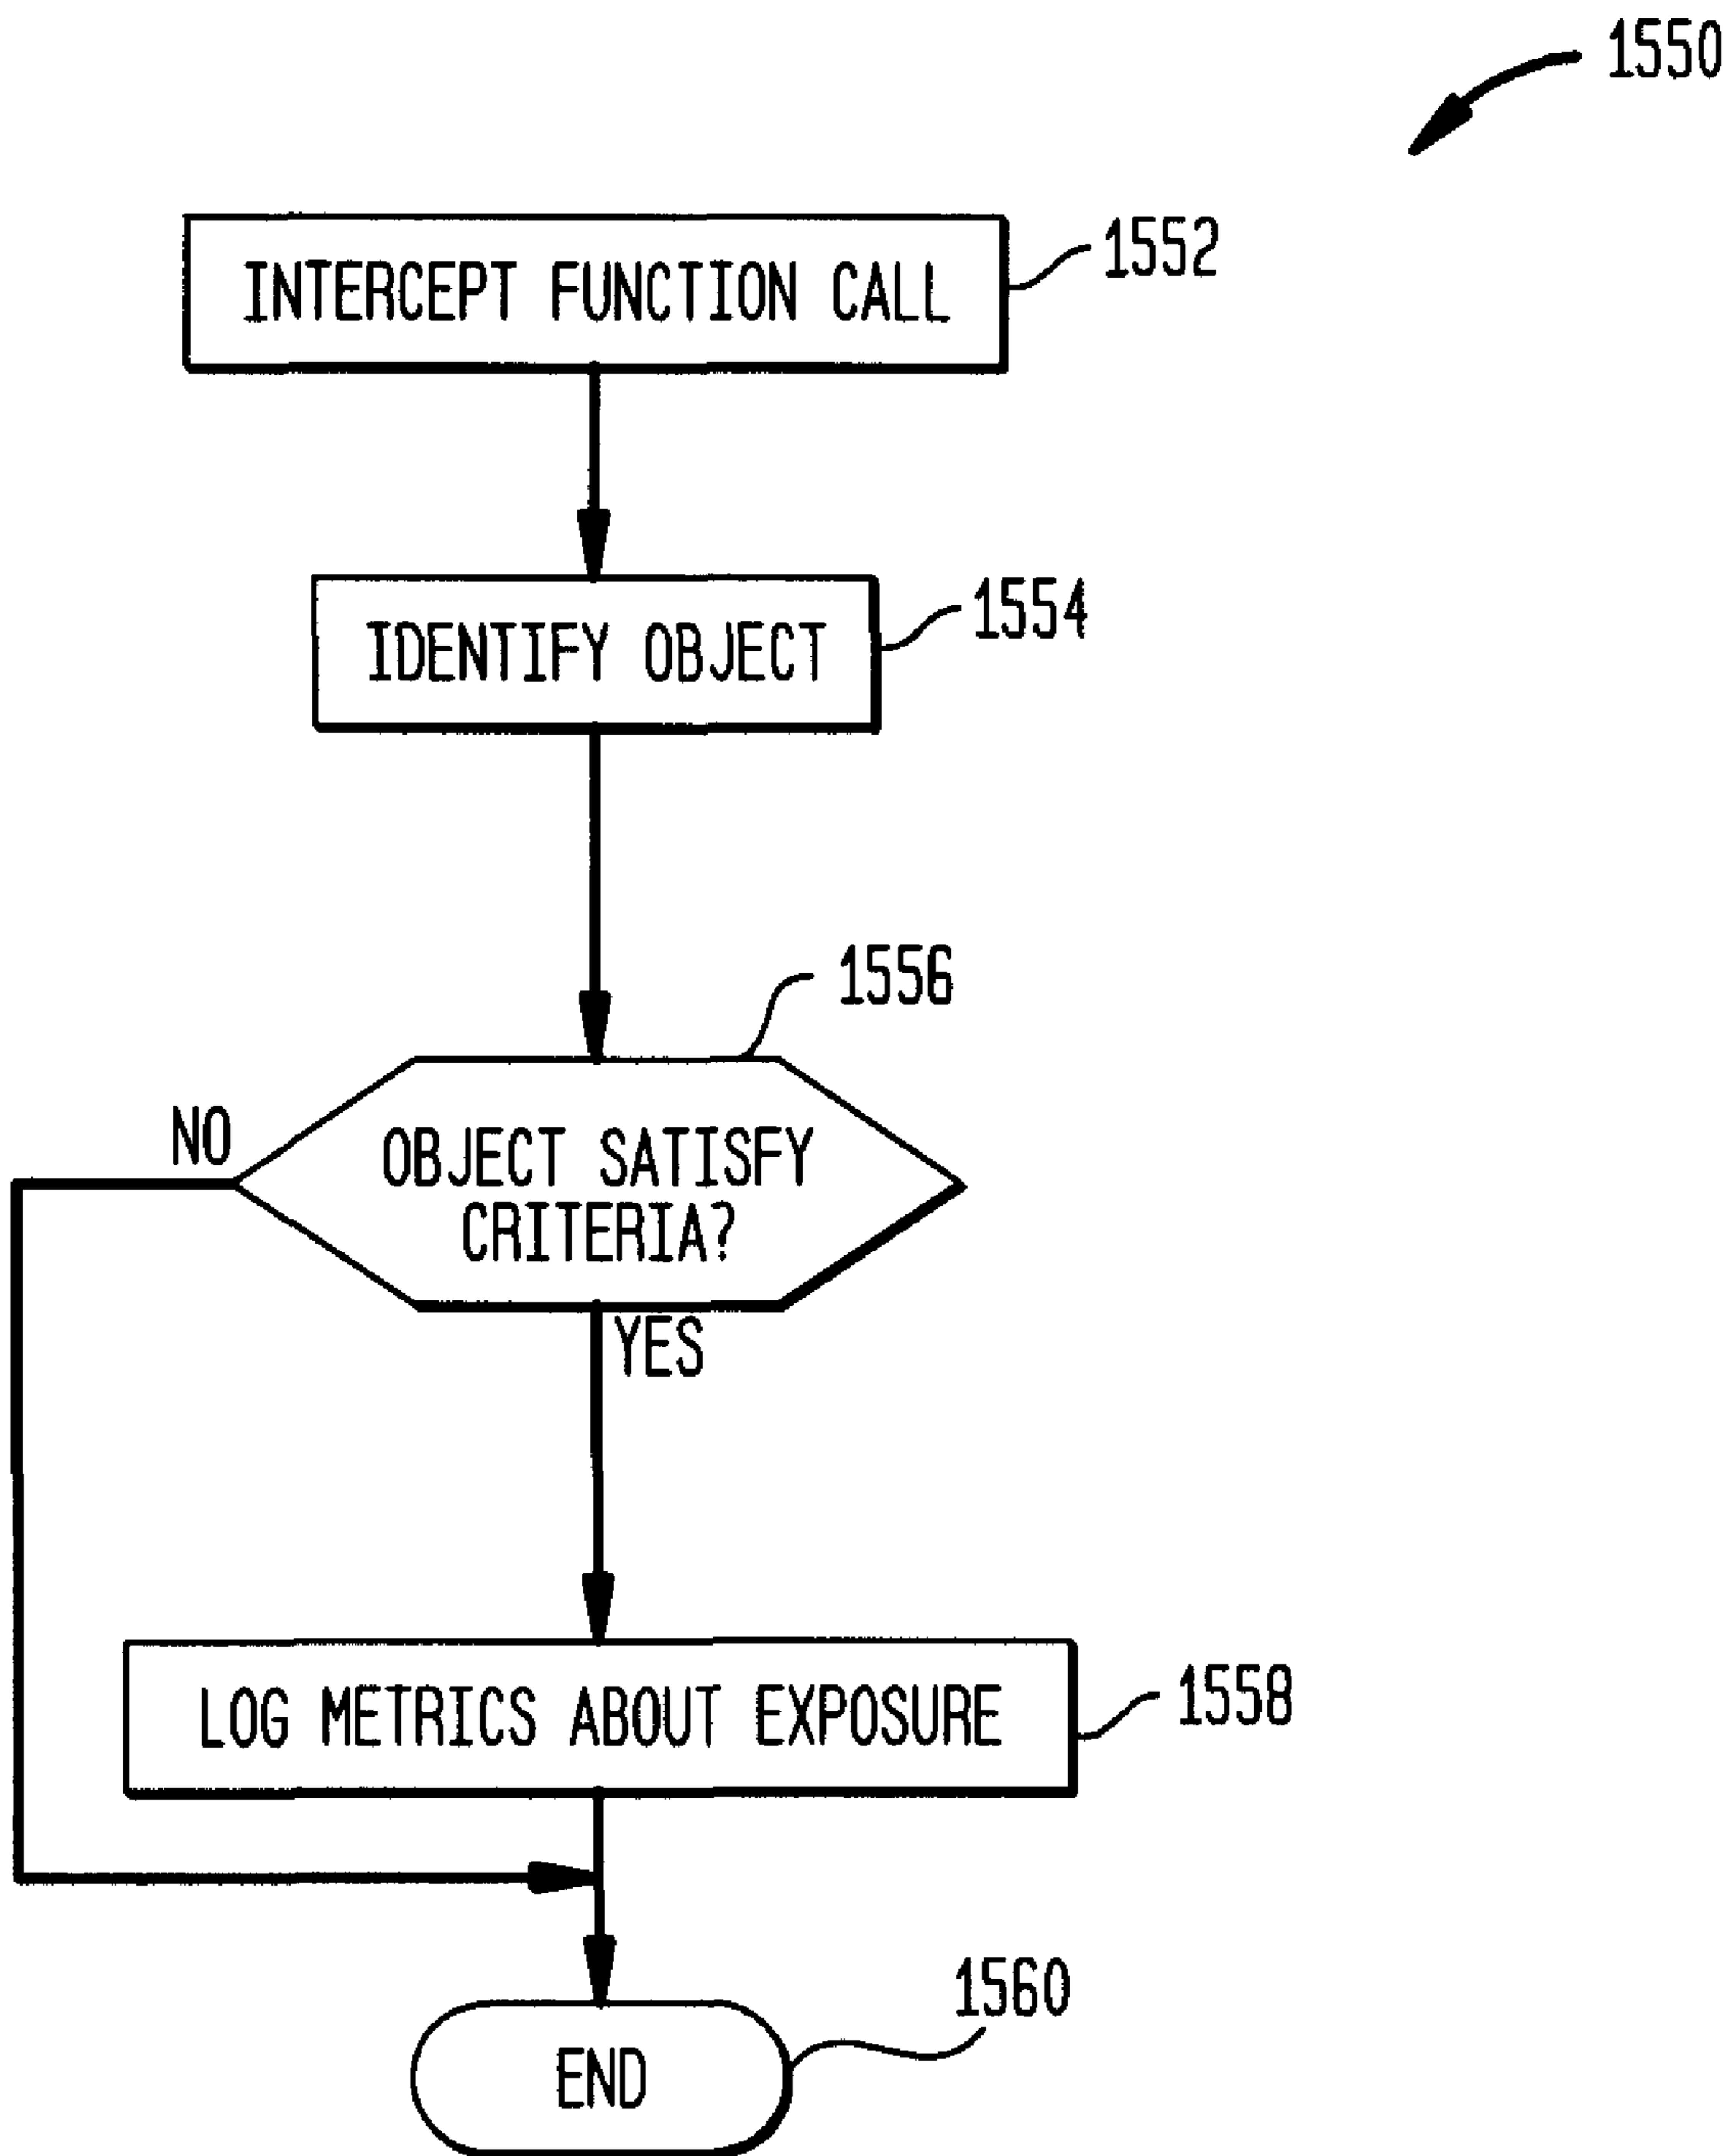 1550
INTERCEPT FUNCTION CALL
1552
IDENTIFY OBJECT
1554
1556
NO
OBJECT SATISFY
CRITERIA?
YES
LOG METRICS ABOUT EXPOSURE
1558
1560
END